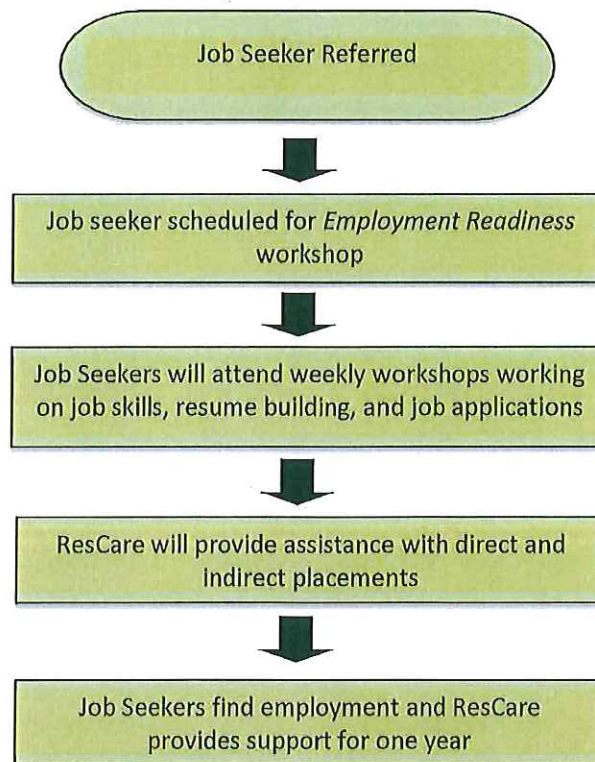 Job Seeker Referred
Job seeker scheduled for Employment Readiness
workshop
Job Seekers will attend weekly workshops working
on job skills, resume building, and job applications
ResCare will provide assistance with direct and
indirect placements
Job Seekers find employment and ResCare
provides support for one year